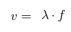 v = λ · f